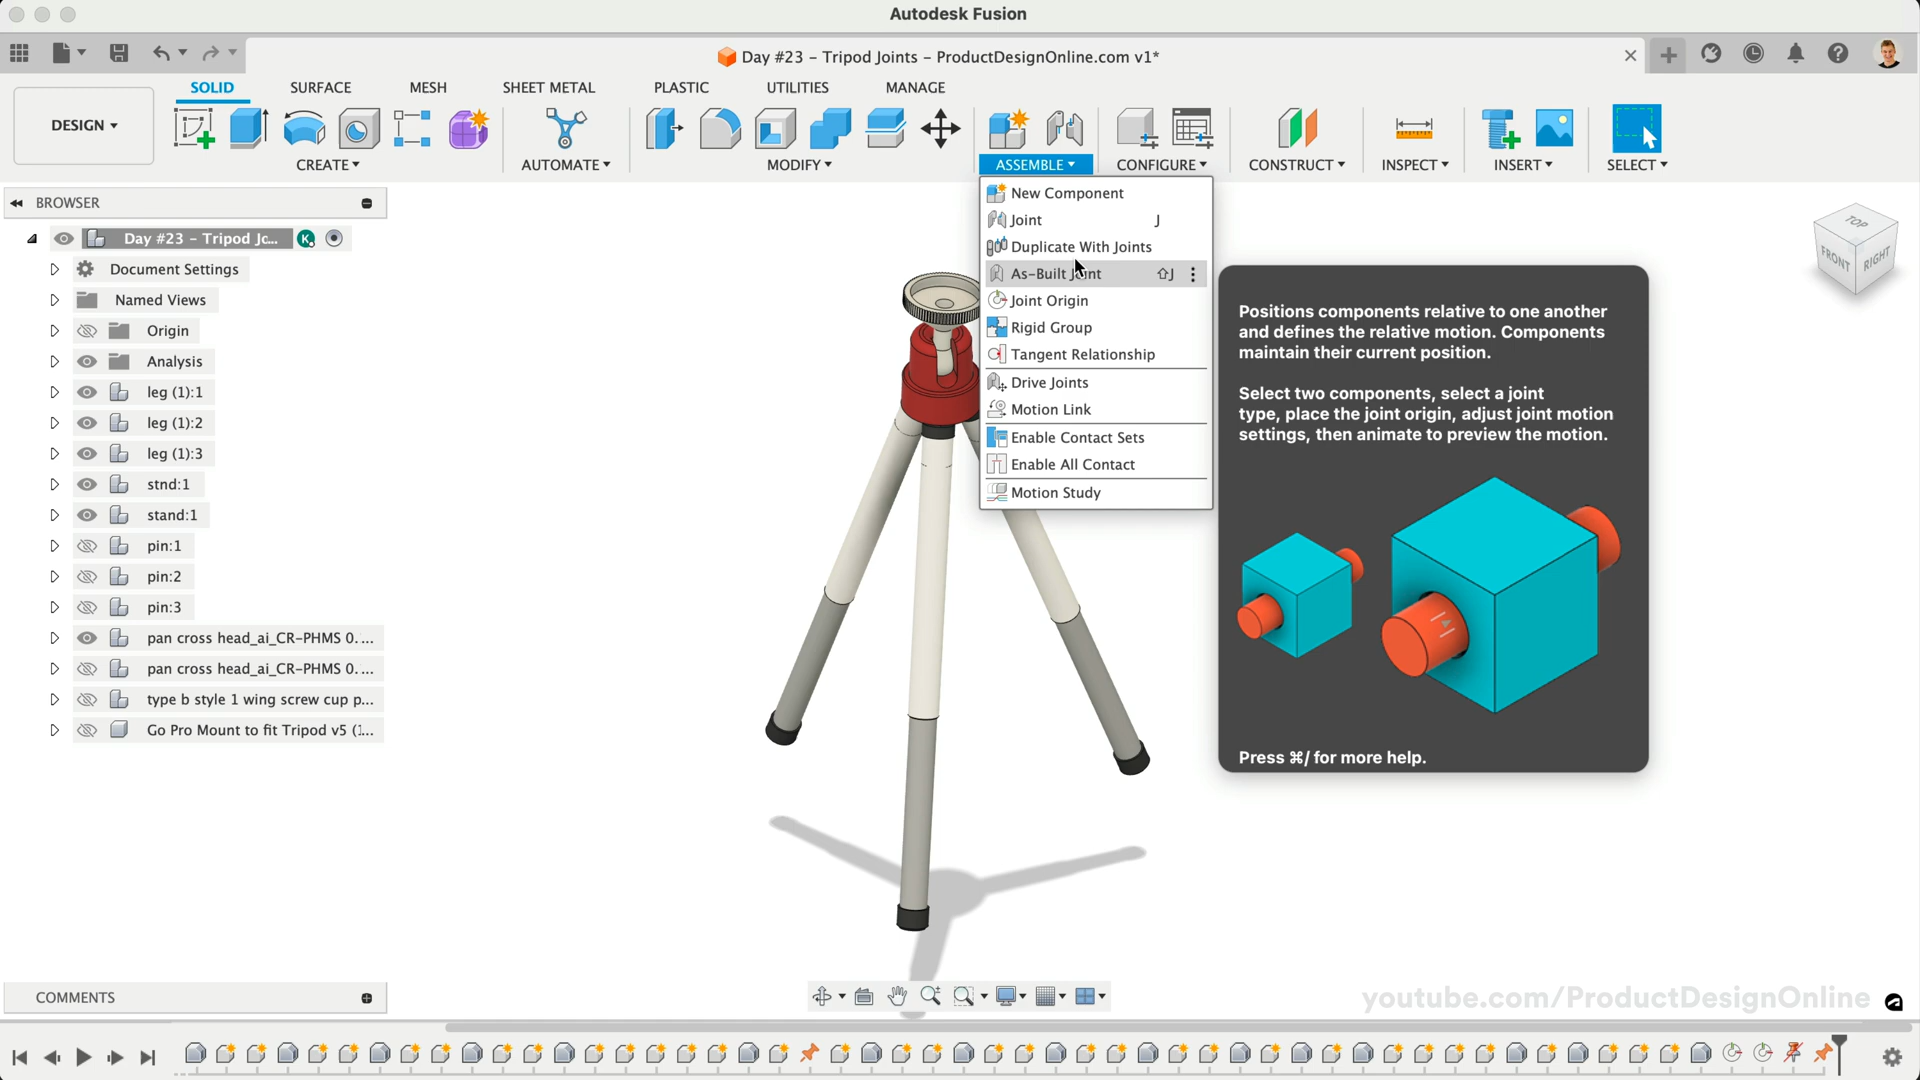 Autodesk Fusion
Day #23 – Tripod Joints – ProductDesignOnline.com v1*
SOLID
SURFACE
MESH
SHEET METAL
PLASTIC
UTILITIES
MANAGE
DESIGN
CREATE
AUTOMATE
MODIFY
ASSEMBLE
CONFIGURE
CONSTRUCT
INSPECT
INSERT
SELECT
BROWSER
Day #23 – Tripod Jc...
K
Document Settings
Named Views
Origin
Analysis
leg (1):1
leg (1):2
leg (1):3
stnd:1
stand:1
pin:1
pin:2
pin:3
pan cross head_ai_CR-PHMS 0. ...
pan cross head_ai_CR-PHMS 0. ...
type b style 1 wing screw cup p...
Go Pro Mount to fit Tripod v5 (1...
New Component
Joint J
Duplicate With Joints
As-Built Joint ⇧J
Joint Origin
Rigid Group
Tangent Relationship
Drive Joints
Motion Link
Enable Contact Sets
Enable All Contact
Motion Study
Positions components relative to one another
and defines the relative motion. Components
maintain their current position.
Select two components, select a joint
type, place the joint origin, adjust joint motion
settings, then animate to preview the motion.
Press ⌘/ for more help.
TOP
FRONT
RIGHT
COMMENTS
youtube.com/ProductDesignOnline